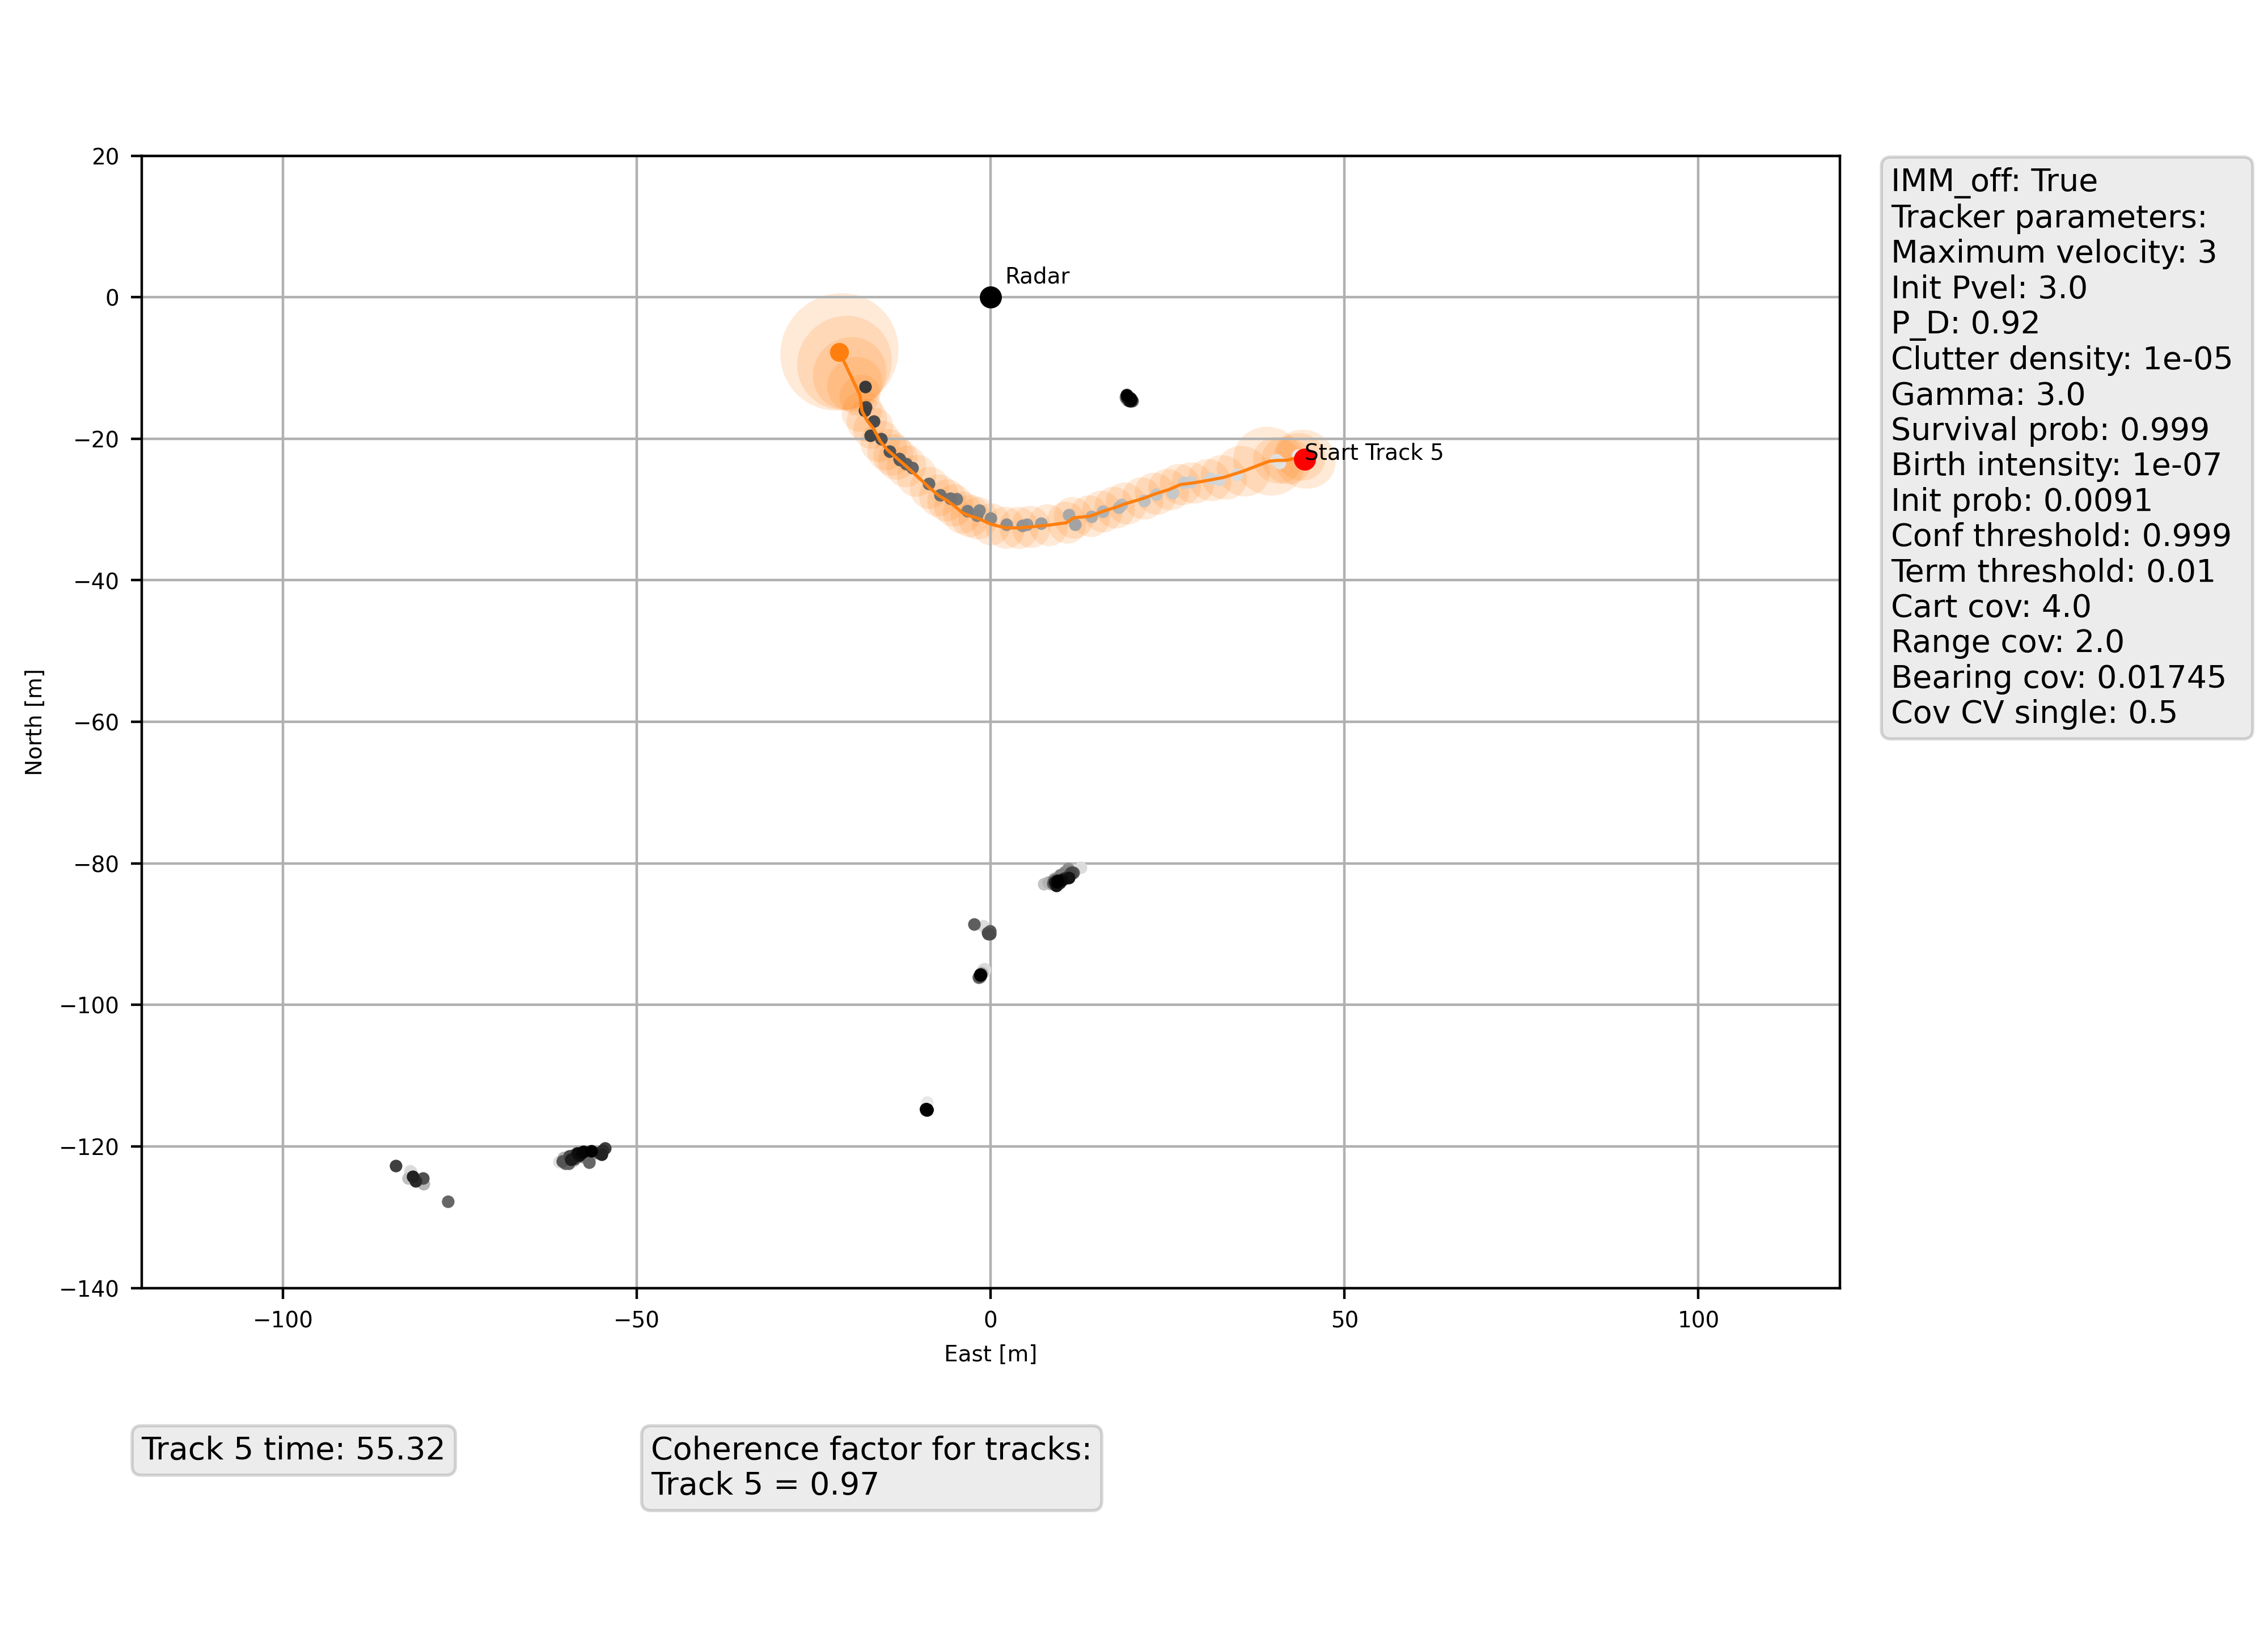 20
0
−20
−40
−60
−80
−100
−120
−140
North [m]
−100
−50
0
50
100
East [m]
Radar
Start Track 5
IMM_off: True
Tracker parameters:
Maximum velocity: 3
Init Pvel: 3.0
P_D: 0.92
Clutter density: 1e-05
Gamma: 3.0
Survival prob: 0.999
Birth intensity: 1e-07
Init prob: 0.0091
Conf threshold: 0.999
Term threshold: 0.01
Cart cov: 4.0
Range cov: 2.0
Bearing cov: 0.01745
Cov CV single: 0.5
Track 5 time: 55.32
Coherence factor for tracks:
Track 5 = 0.97